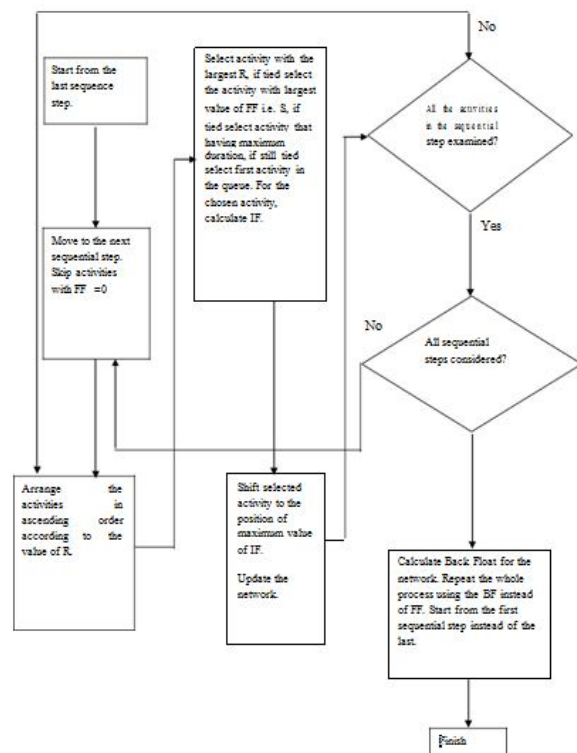 Start from the
last sequence
step.
Move to the next
sequential step.
Skip activities
with FF =0
Arrange the
activities in
ascending order
according to the
value of R.
Select activity with the
largest R, if tied select
the activity with largest
value of FF i.e. S, if
tied select activity that
having maximum
duration, if still tied
select first activity in
the queue. For the
chosen activity,
calculate IF.
Shift selected
activity to the
position of
maximum value
of IF.
Update the
network.
No
All the activities
in the sequential
step examined?
Yes
No
All sequential
steps considered?
Calculate Back Float for the
network. Repeat the whole
process using the BF instead
of FF. Start from the first
sequential step instead of the
last.
Finish